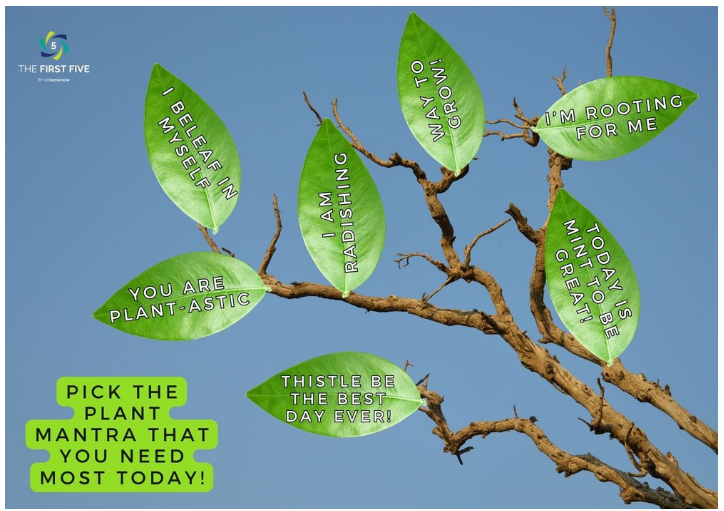 5
THE FIRST FIVE
I BELEAF IN
MYSELF
WAY TO
GROW!
I'M ROOTING
FOR ME
I AM
RADISHING
TODAY IS
MINT TO BE
GREAT!
YOU ARE
PLANT-ASTIC
THISTLE BE
THE BEST
DAY EVER!
PICK THE
PLANT
MANTRA THAT
YOU NEED
MOST TODAY!